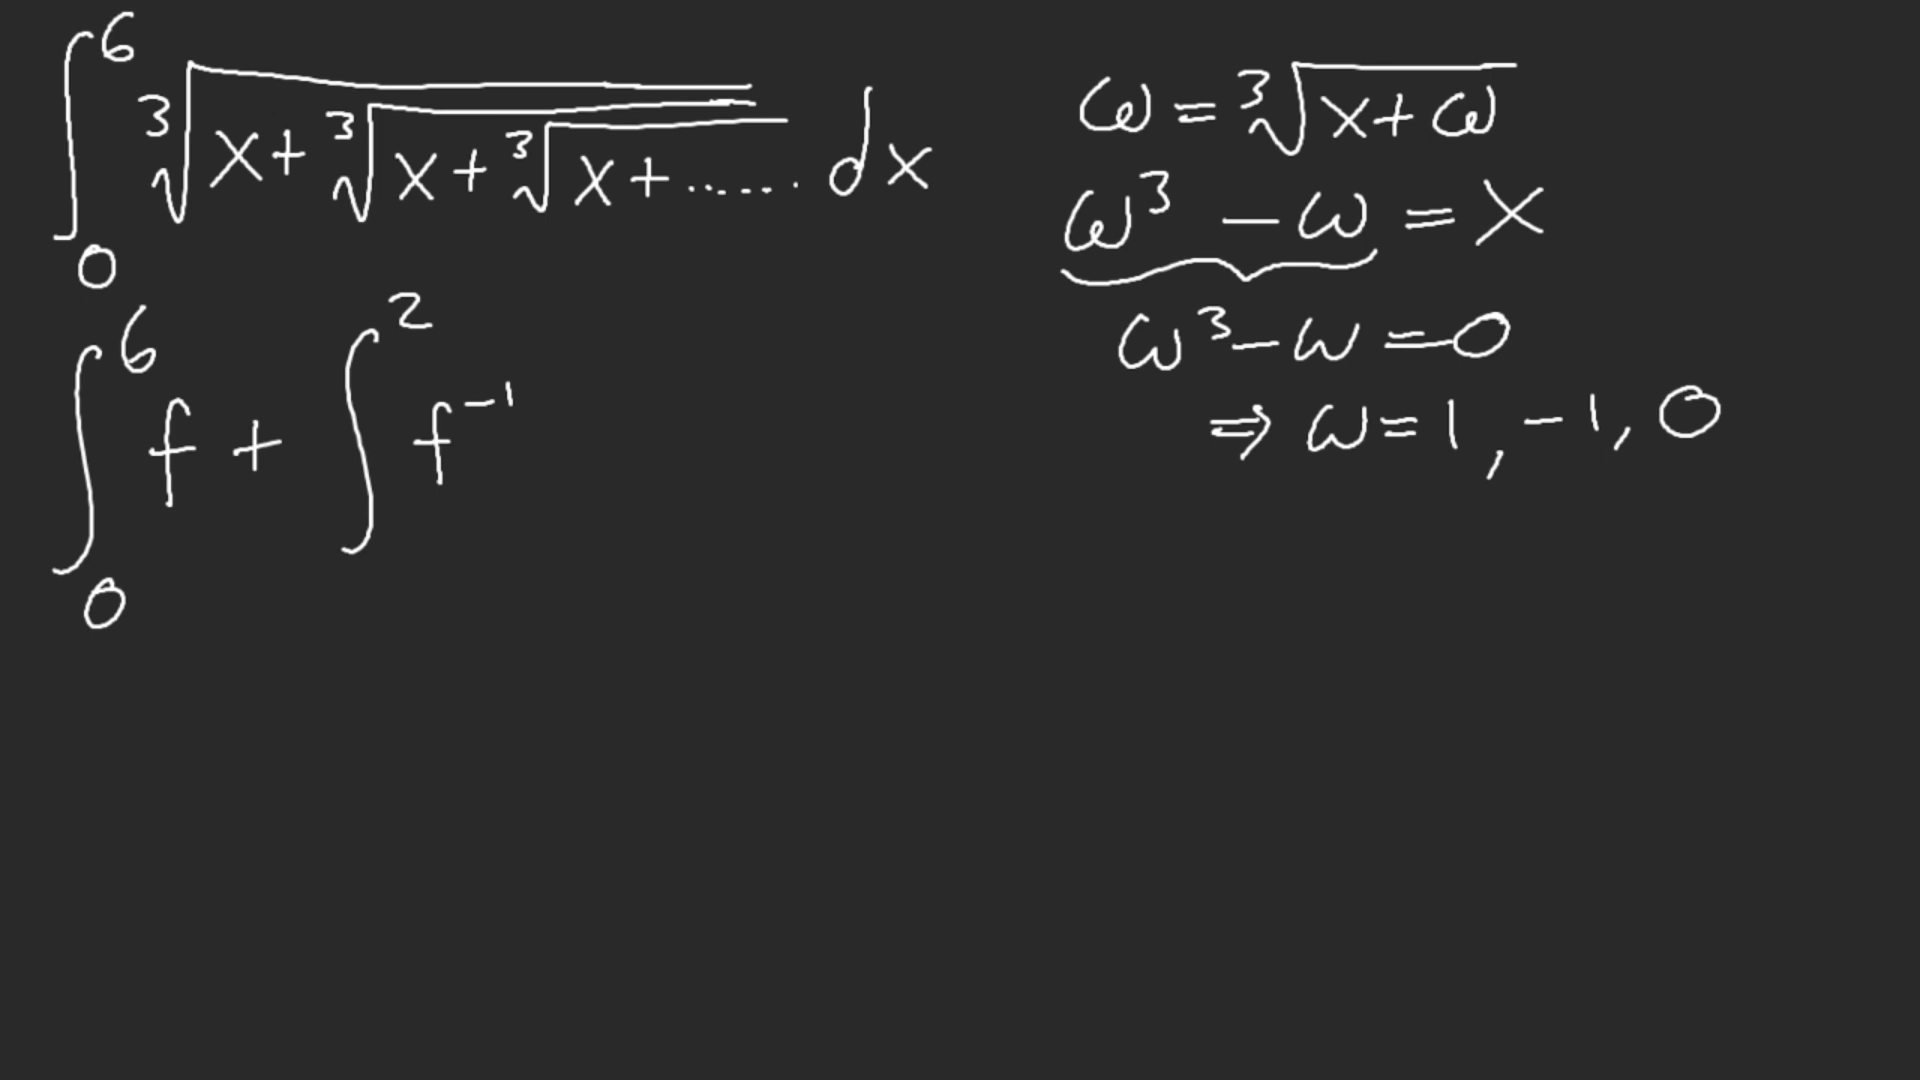 ∫₀⁶ ∛(x+∛(x+∛(x+...... dx
ω = ∛(x+ω)
ω³ - ω = x
ω³ - ω = 0
⇒ ω = 1, -1, 0
∫₀⁶ f + ∫² f⁻¹